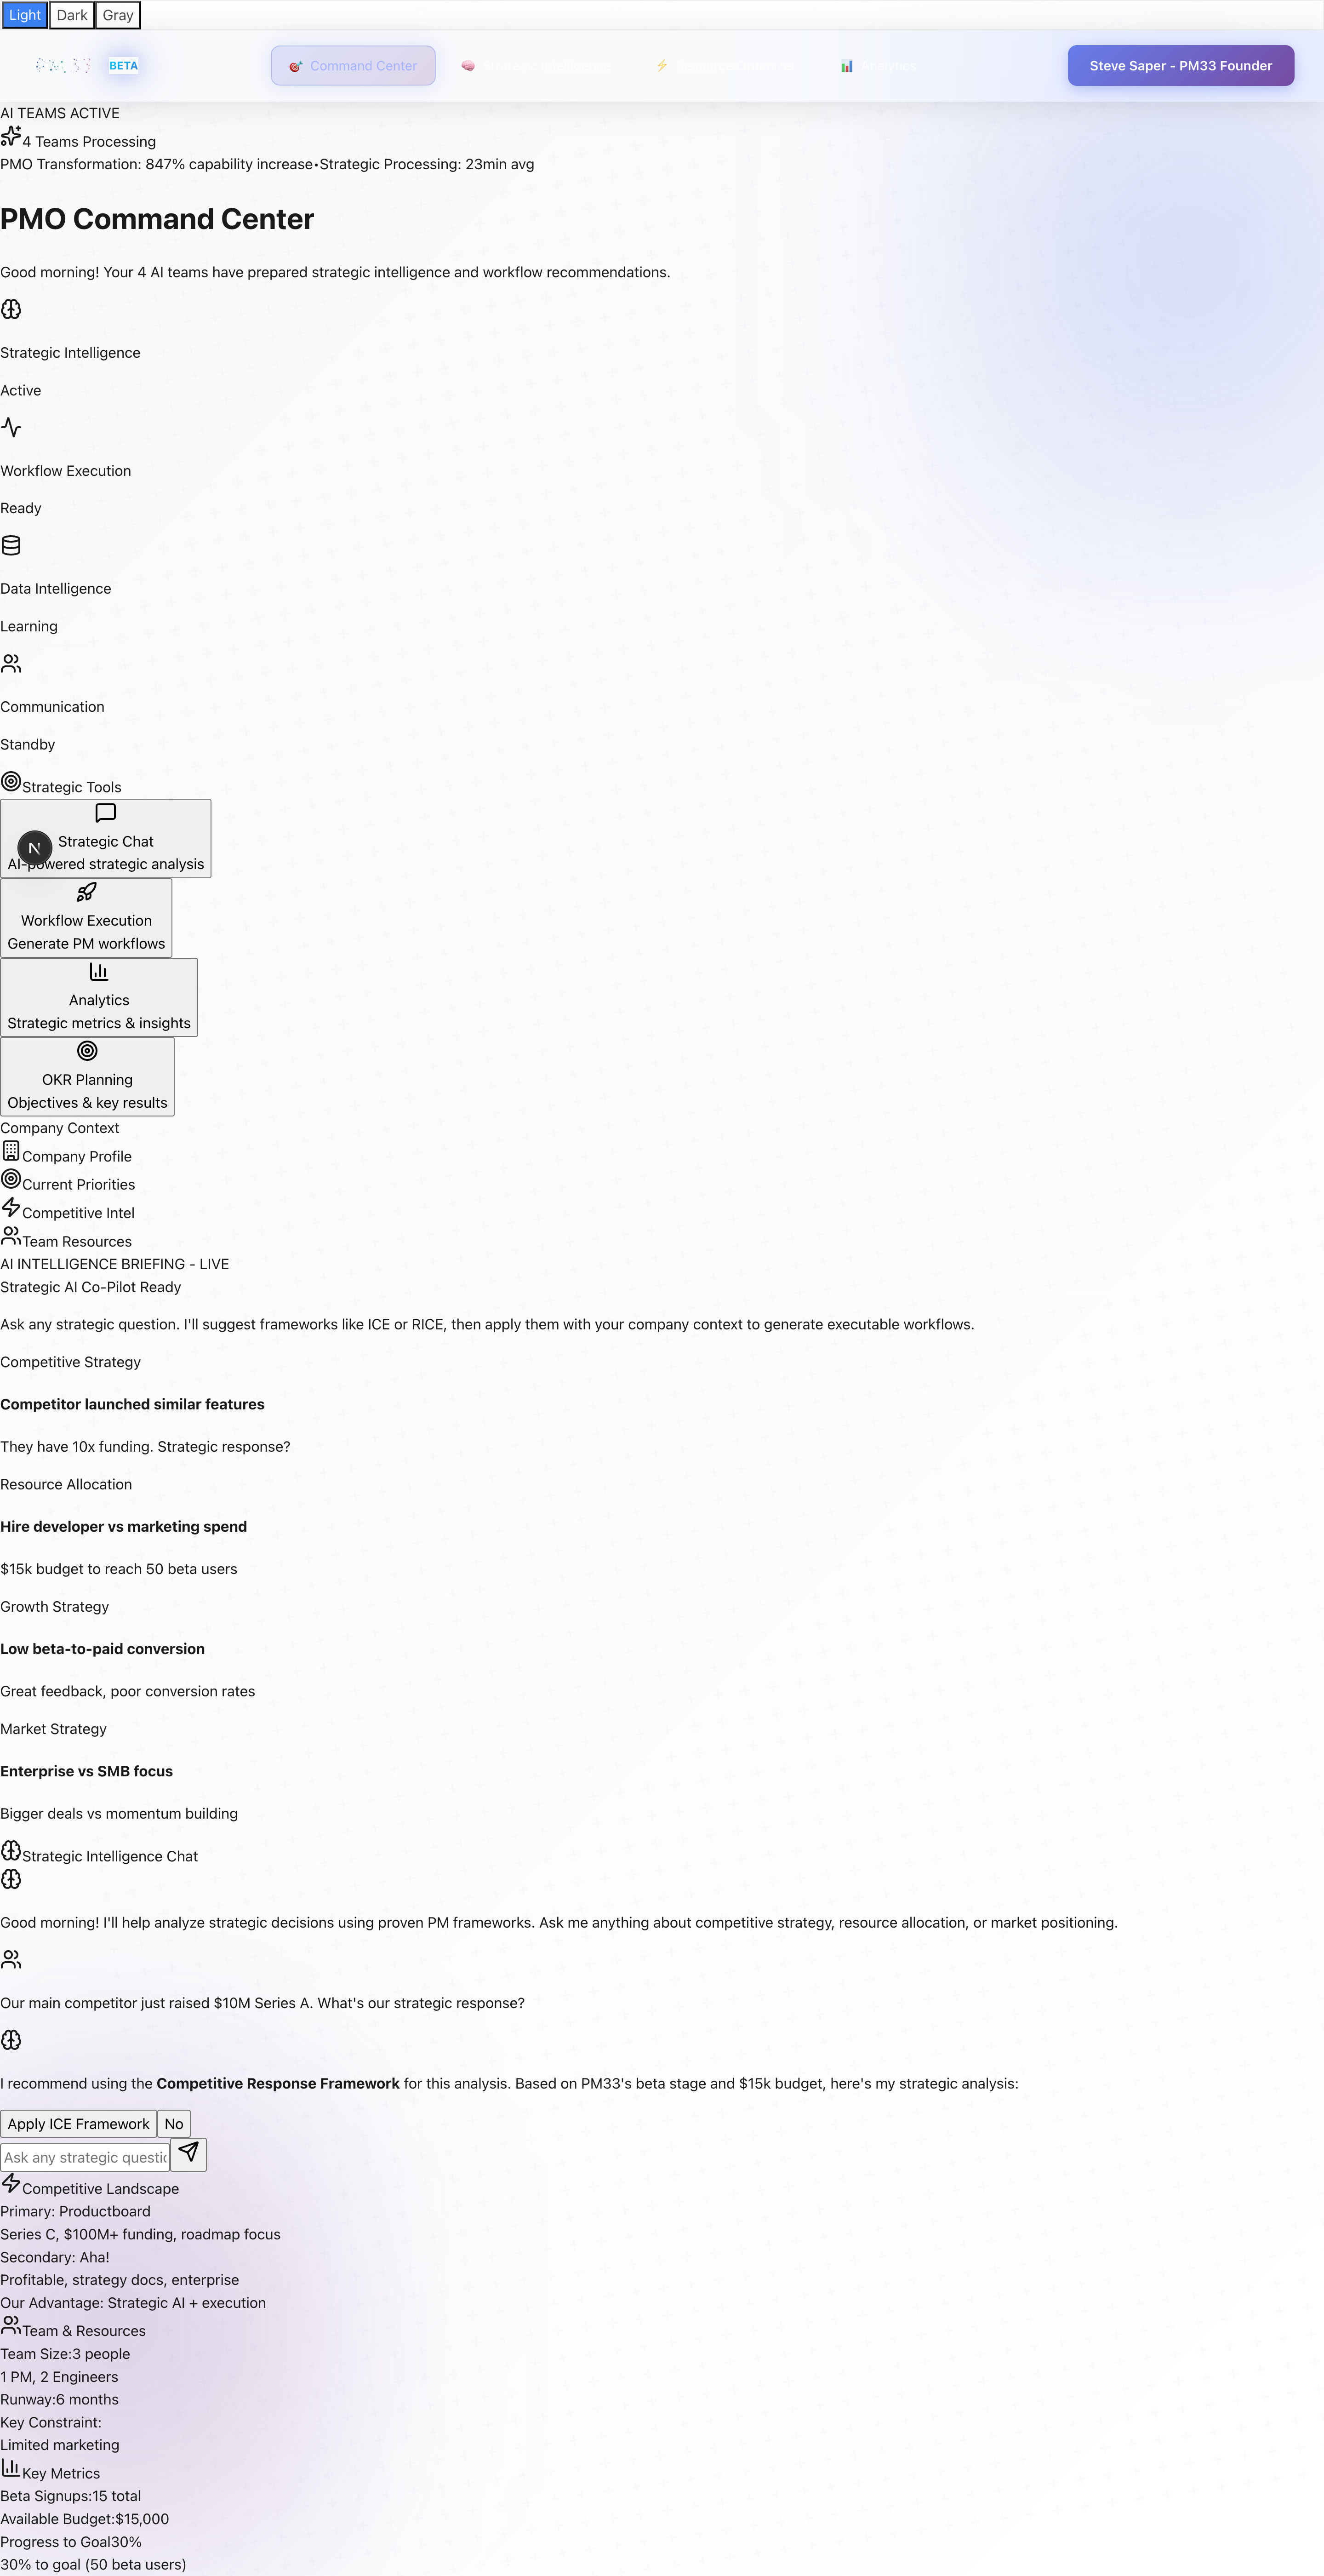 Light Dark Gray
BETA 🎯 Command Center 🧠 ⚡ 📊 Analytics Steve Saper - PM33 Founder
AI TEAMS ACTIVE
4 Teams Processing
PMO Transformation: 847% capability increase•Strategic Processing: 23min avg
PMO Command Center
Good morning! Your 4 AI teams have prepared strategic intelligence and workflow recommendations.
Strategic Intelligence
Active
Workflow Execution
Ready
Data Intelligence
Learning
Communication
Standby
Strategic Tools
Strategic Chat
N
AI-powered strategic analysis
Workflow Execution
Generate PM workflows
Analytics
Strategic metrics & insights
OKR Planning
Objectives & key results
Company Context
Company Profile
Current Priorities
Competitive Intel
Team Resources
AI INTELLIGENCE BRIEFING - LIVE
Strategic AI Co-Pilot Ready
Ask any strategic question. I'll suggest frameworks like ICE or RICE, then apply them with your company context to generate executable workflows.
Competitive Strategy
Competitor launched similar features
They have 10x funding. Strategic response?
Resource Allocation
Hire developer vs marketing spend
$15k budget to reach 50 beta users
Growth Strategy
Low beta-to-paid conversion
Great feedback, poor conversion rates
Market Strategy
Enterprise vs SMB focus
Bigger deals vs momentum building
Strategic Intelligence Chat
Good morning! I'll help analyze strategic decisions using proven PM frameworks. Ask me anything about competitive strategy, resource allocation, or market positioning.
Our main competitor just raised $10M Series A. What's our strategic response?
I recommend using the Competitive Response Framework for this analysis. Based on PM33's beta stage and $15k budget, here's my strategic analysis:
Apply ICE Framework No
Ask any strategic questic
Competitive Landscape
Primary: Productboard
Series C, $100M+ funding, roadmap focus
Secondary: Aha!
Profitable, strategy docs, enterprise
Our Advantage: Strategic AI + execution
Team & Resources
Team Size:3 people
1 PM, 2 Engineers
Runway:6 months
Key Constraint:
Limited marketing
Key Metrics
Beta Signups:15 total
Available Budget:$15,000
Progress to Goal30%
30% to goal (50 beta users)